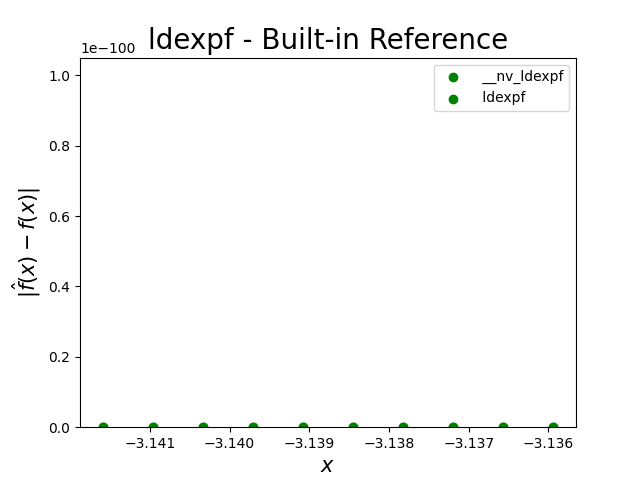 ldexpf - Built-in Reference
1e−100
1.0
0.8
0.6
0.4
0.2
0.0
|f̂(x) − f(x)|
__nv_ldexpf
ldexpf
−3.141
−3.140
−3.139
−3.138
−3.137
−3.136
x